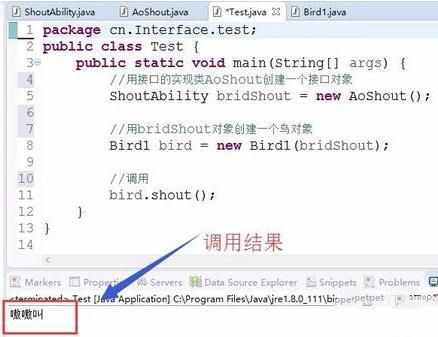 ShoutAbility.java AoShout.java *Test.java Bird1.java
1 package cn.Interface.test;
2 public class Test {
3 public static void main(String[] args) {
4 //用接口的实现类AoShout创建一个接口对象
5 ShoutAbility bridShout = new AoShout();
6
7 //用bridShout对象创建一个鸟对象
8 Bird1 bird = new Bird1(bridShout);
9
10 //调用
11 bird.shout();
12 }
13 }
14
调用结果
Markers Properties Servers Data Source Explorer Snippets Problems
<terminated> Test [Java Application] C:\Program Files\Java\jre1.8.0_111\bi
嗷嗷叫